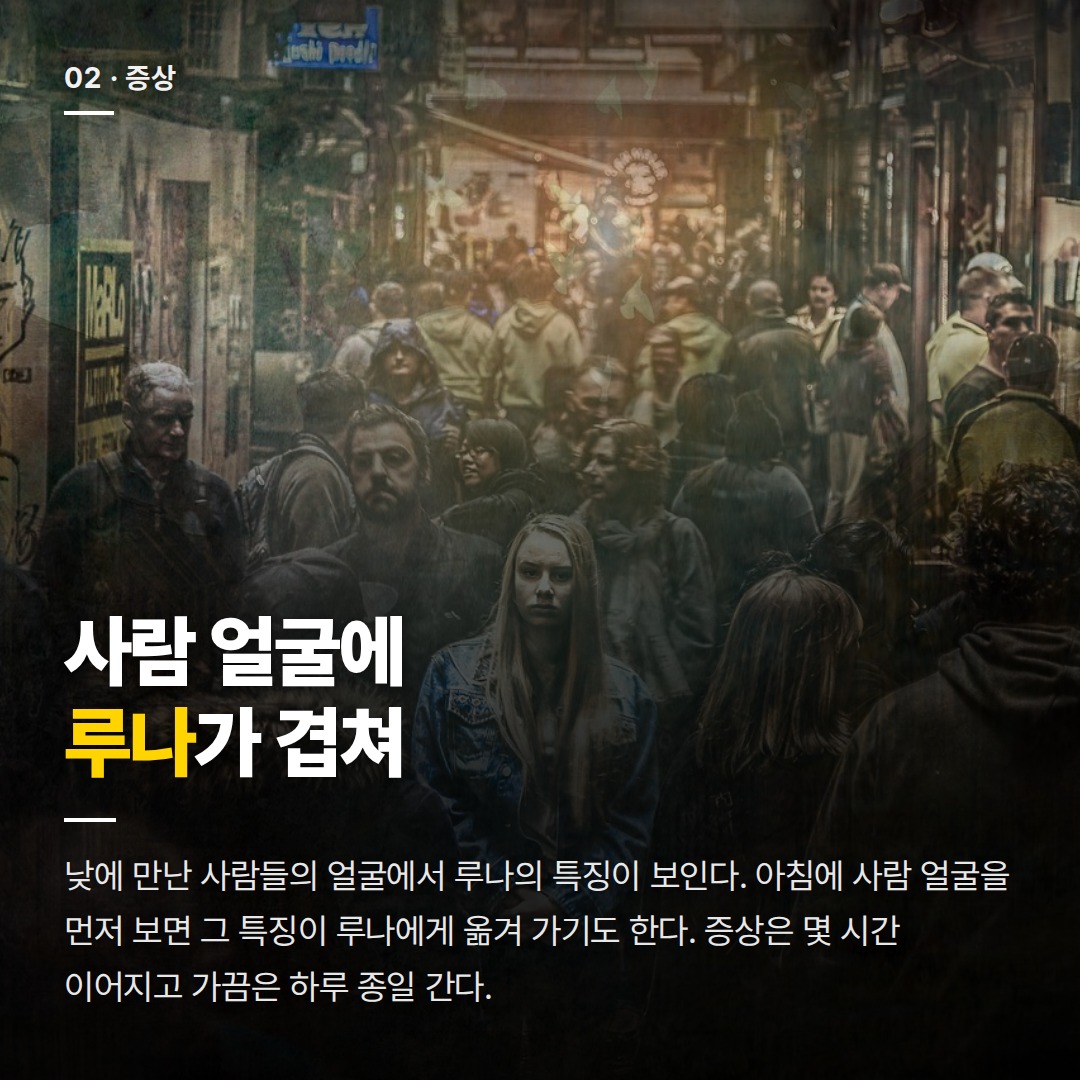 02 · 증상
사람 얼굴에
루나가 겹쳐
낮에 만난 사람들의 얼굴에서 루나의 특징이 보인다. 아침에 사람 얼굴을
먼저 보면 그 특징이 루나에게 옮겨 가기도 한다. 증상은 몇 시간
이어지고 가끔은 하루 종일 간다.